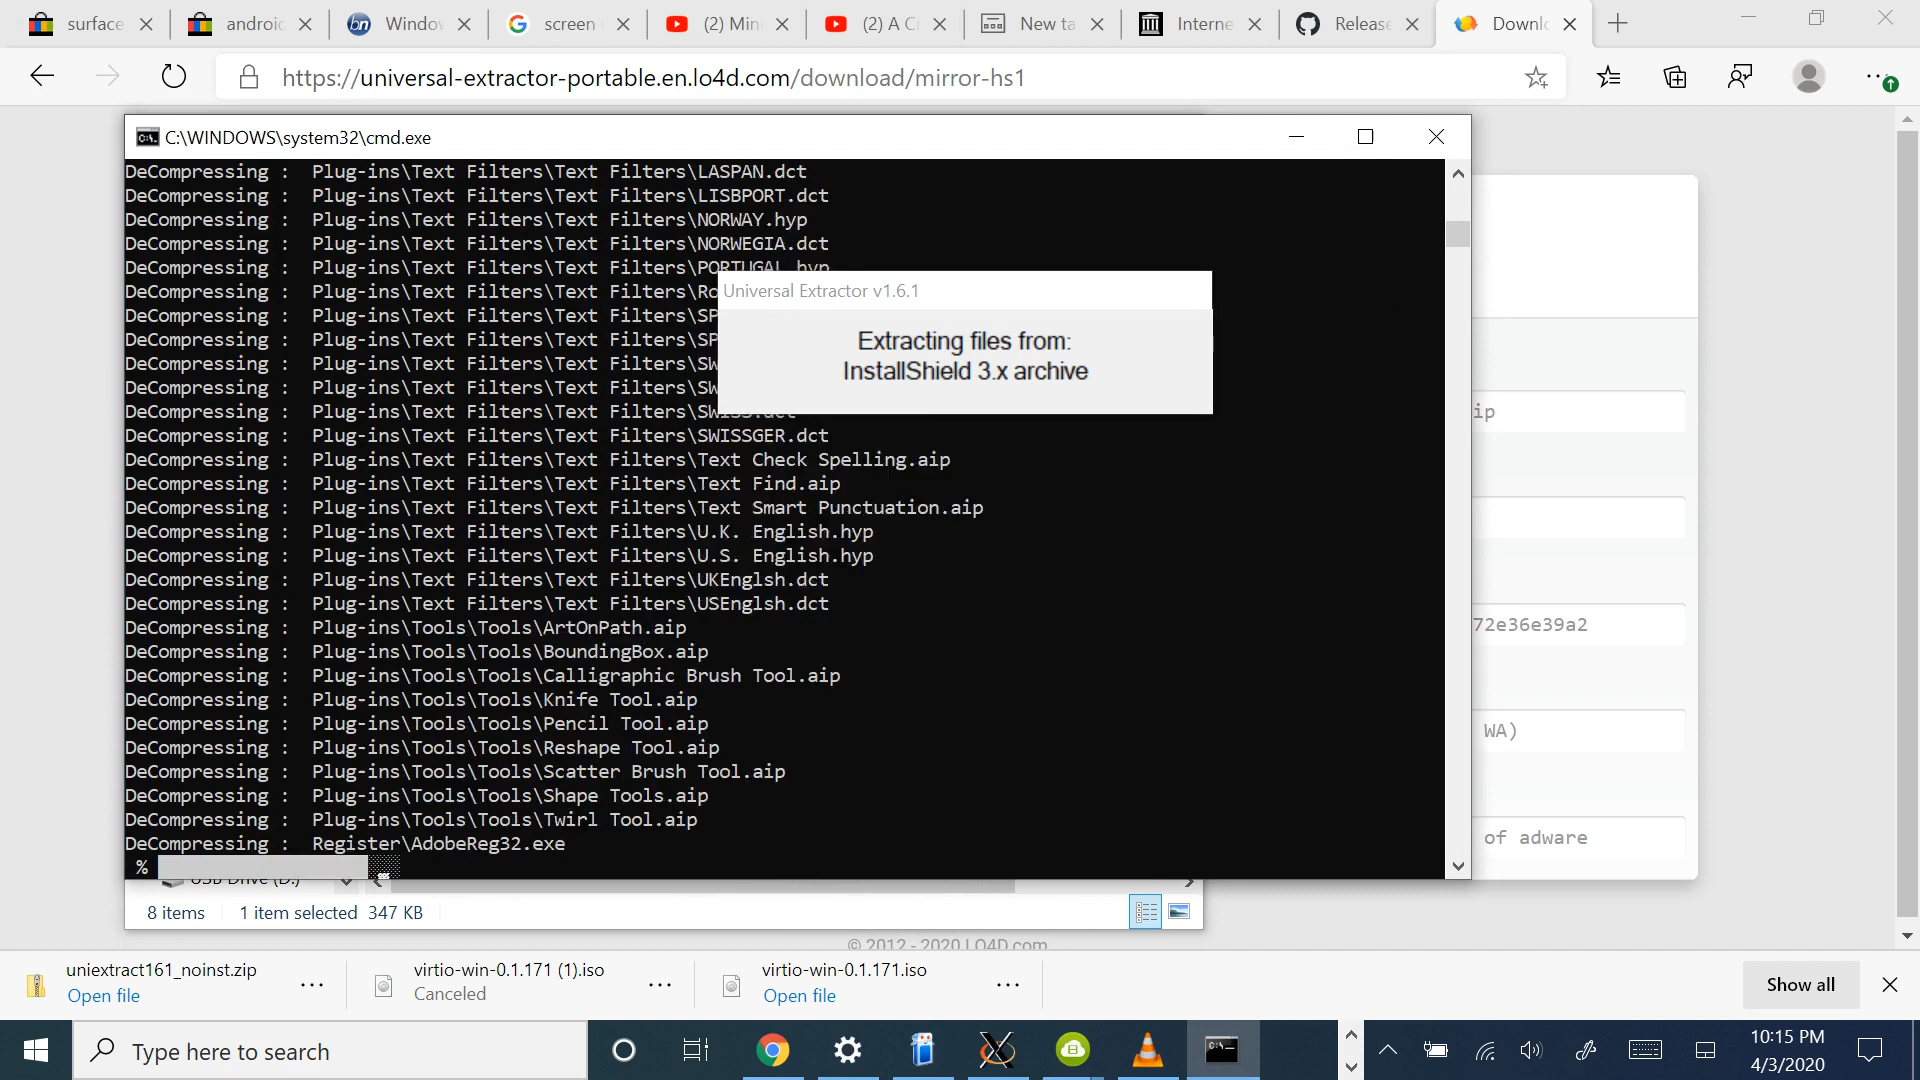 surface
android
Window
screen
(2) Min
(2) A C
New ta
Interne
Release
Downlo
https://universal-extractor-portable.en.lo4d.com/download/mirror-hs1
C:\WINDOWS\system32\cmd.exe
DeCompressing :  Plug-ins\Text Filters\Text Filters\LASPAN.dct
DeCompressing :  Plug-ins\Text Filters\Text Filters\LISBPORT.dct
DeCompressing :  Plug-ins\Text Filters\Text Filters\NORWAY.hyp
DeCompressing :  Plug-ins\Text Filters\Text Filters\NORWEGIA.dct
DeCompressing :  Plug-ins\Text Filters\Text Filters\PORTUGAL.hyp
DeCompressing :  Plug-ins\Text Filters\Text Filters\Ro
DeCompressing :  Plug-ins\Text Filters\Text Filters\SP
DeCompressing :  Plug-ins\Text Filters\Text Filters\SP
DeCompressing :  Plug-ins\Text Filters\Text Filters\SW
DeCompressing :  Plug-ins\Text Filters\Text Filters\SW
DeCompressing :  Plug-ins\Text Filters\Text Filters\SWISS.dct
DeCompressing :  Plug-ins\Text Filters\Text Filters\SWISSGER.dct
DeCompressing :  Plug-ins\Text Filters\Text Filters\Text Check Spelling.aip
DeCompressing :  Plug-ins\Text Filters\Text Filters\Text Find.aip
DeCompressing :  Plug-ins\Text Filters\Text Filters\Text Smart Punctuation.aip
DeCompressing :  Plug-ins\Text Filters\Text Filters\U.K. English.hyp
DeCompressing :  Plug-ins\Text Filters\Text Filters\U.S. English.hyp
DeCompressing :  Plug-ins\Text Filters\Text Filters\UKEnglsh.dct
DeCompressing :  Plug-ins\Text Filters\Text Filters\USEnglsh.dct
DeCompressing :  Plug-ins\Tools\Tools\ArtOnPath.aip
DeCompressing :  Plug-ins\Tools\Tools\BoundingBox.aip
DeCompressing :  Plug-ins\Tools\Tools\Calligraphic Brush Tool.aip
DeCompressing :  Plug-ins\Tools\Tools\Knife Tool.aip
DeCompressing :  Plug-ins\Tools\Tools\Pencil Tool.aip
DeCompressing :  Plug-ins\Tools\Tools\Reshape Tool.aip
DeCompressing :  Plug-ins\Tools\Tools\Scatter Brush Tool.aip
DeCompressing :  Plug-ins\Tools\Tools\Shape Tools.aip
DeCompressing :  Plug-ins\Tools\Tools\Twirl Tool.aip
DeCompressing :  Register\AdobeReg32.exe
%
Universal Extractor v1.6.1
Extracting files from:
InstallShield 3.x archive
ip
72e36e39a2
WA)
of adware
USB Drive (D:)
8 items
1 item selected 347 KB
© 2012 - 2020 LO4D.com
uniextract161_noinst.zip
Open file
virtio-win-0.1.171 (1).iso
Canceled
virtio-win-0.1.171.iso
Open file
Show all
Type here to search
10:15 PM
4/3/2020